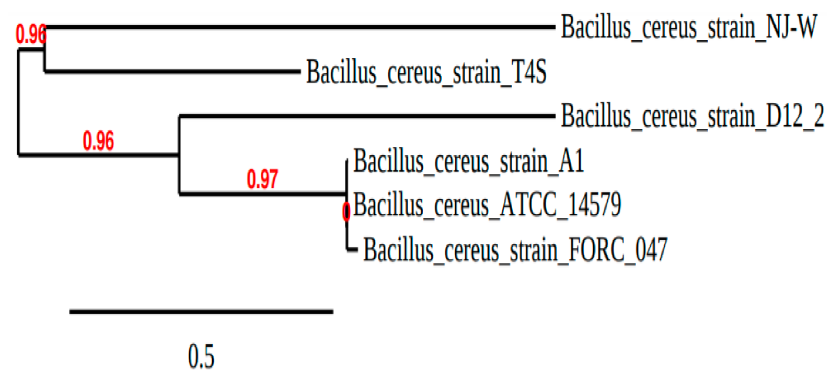 0.96
Bacillus_cereus_strain_NJ-W
Bacillus_cereus_strain_T4S
Bacillus_cereus_strain_D12_2
0.96
Bacillus_cereus_strain_A1
0.97
Bacillus_cereus_ATCC_14579
0
Bacillus_cereus_strain_FORC_047
0.5